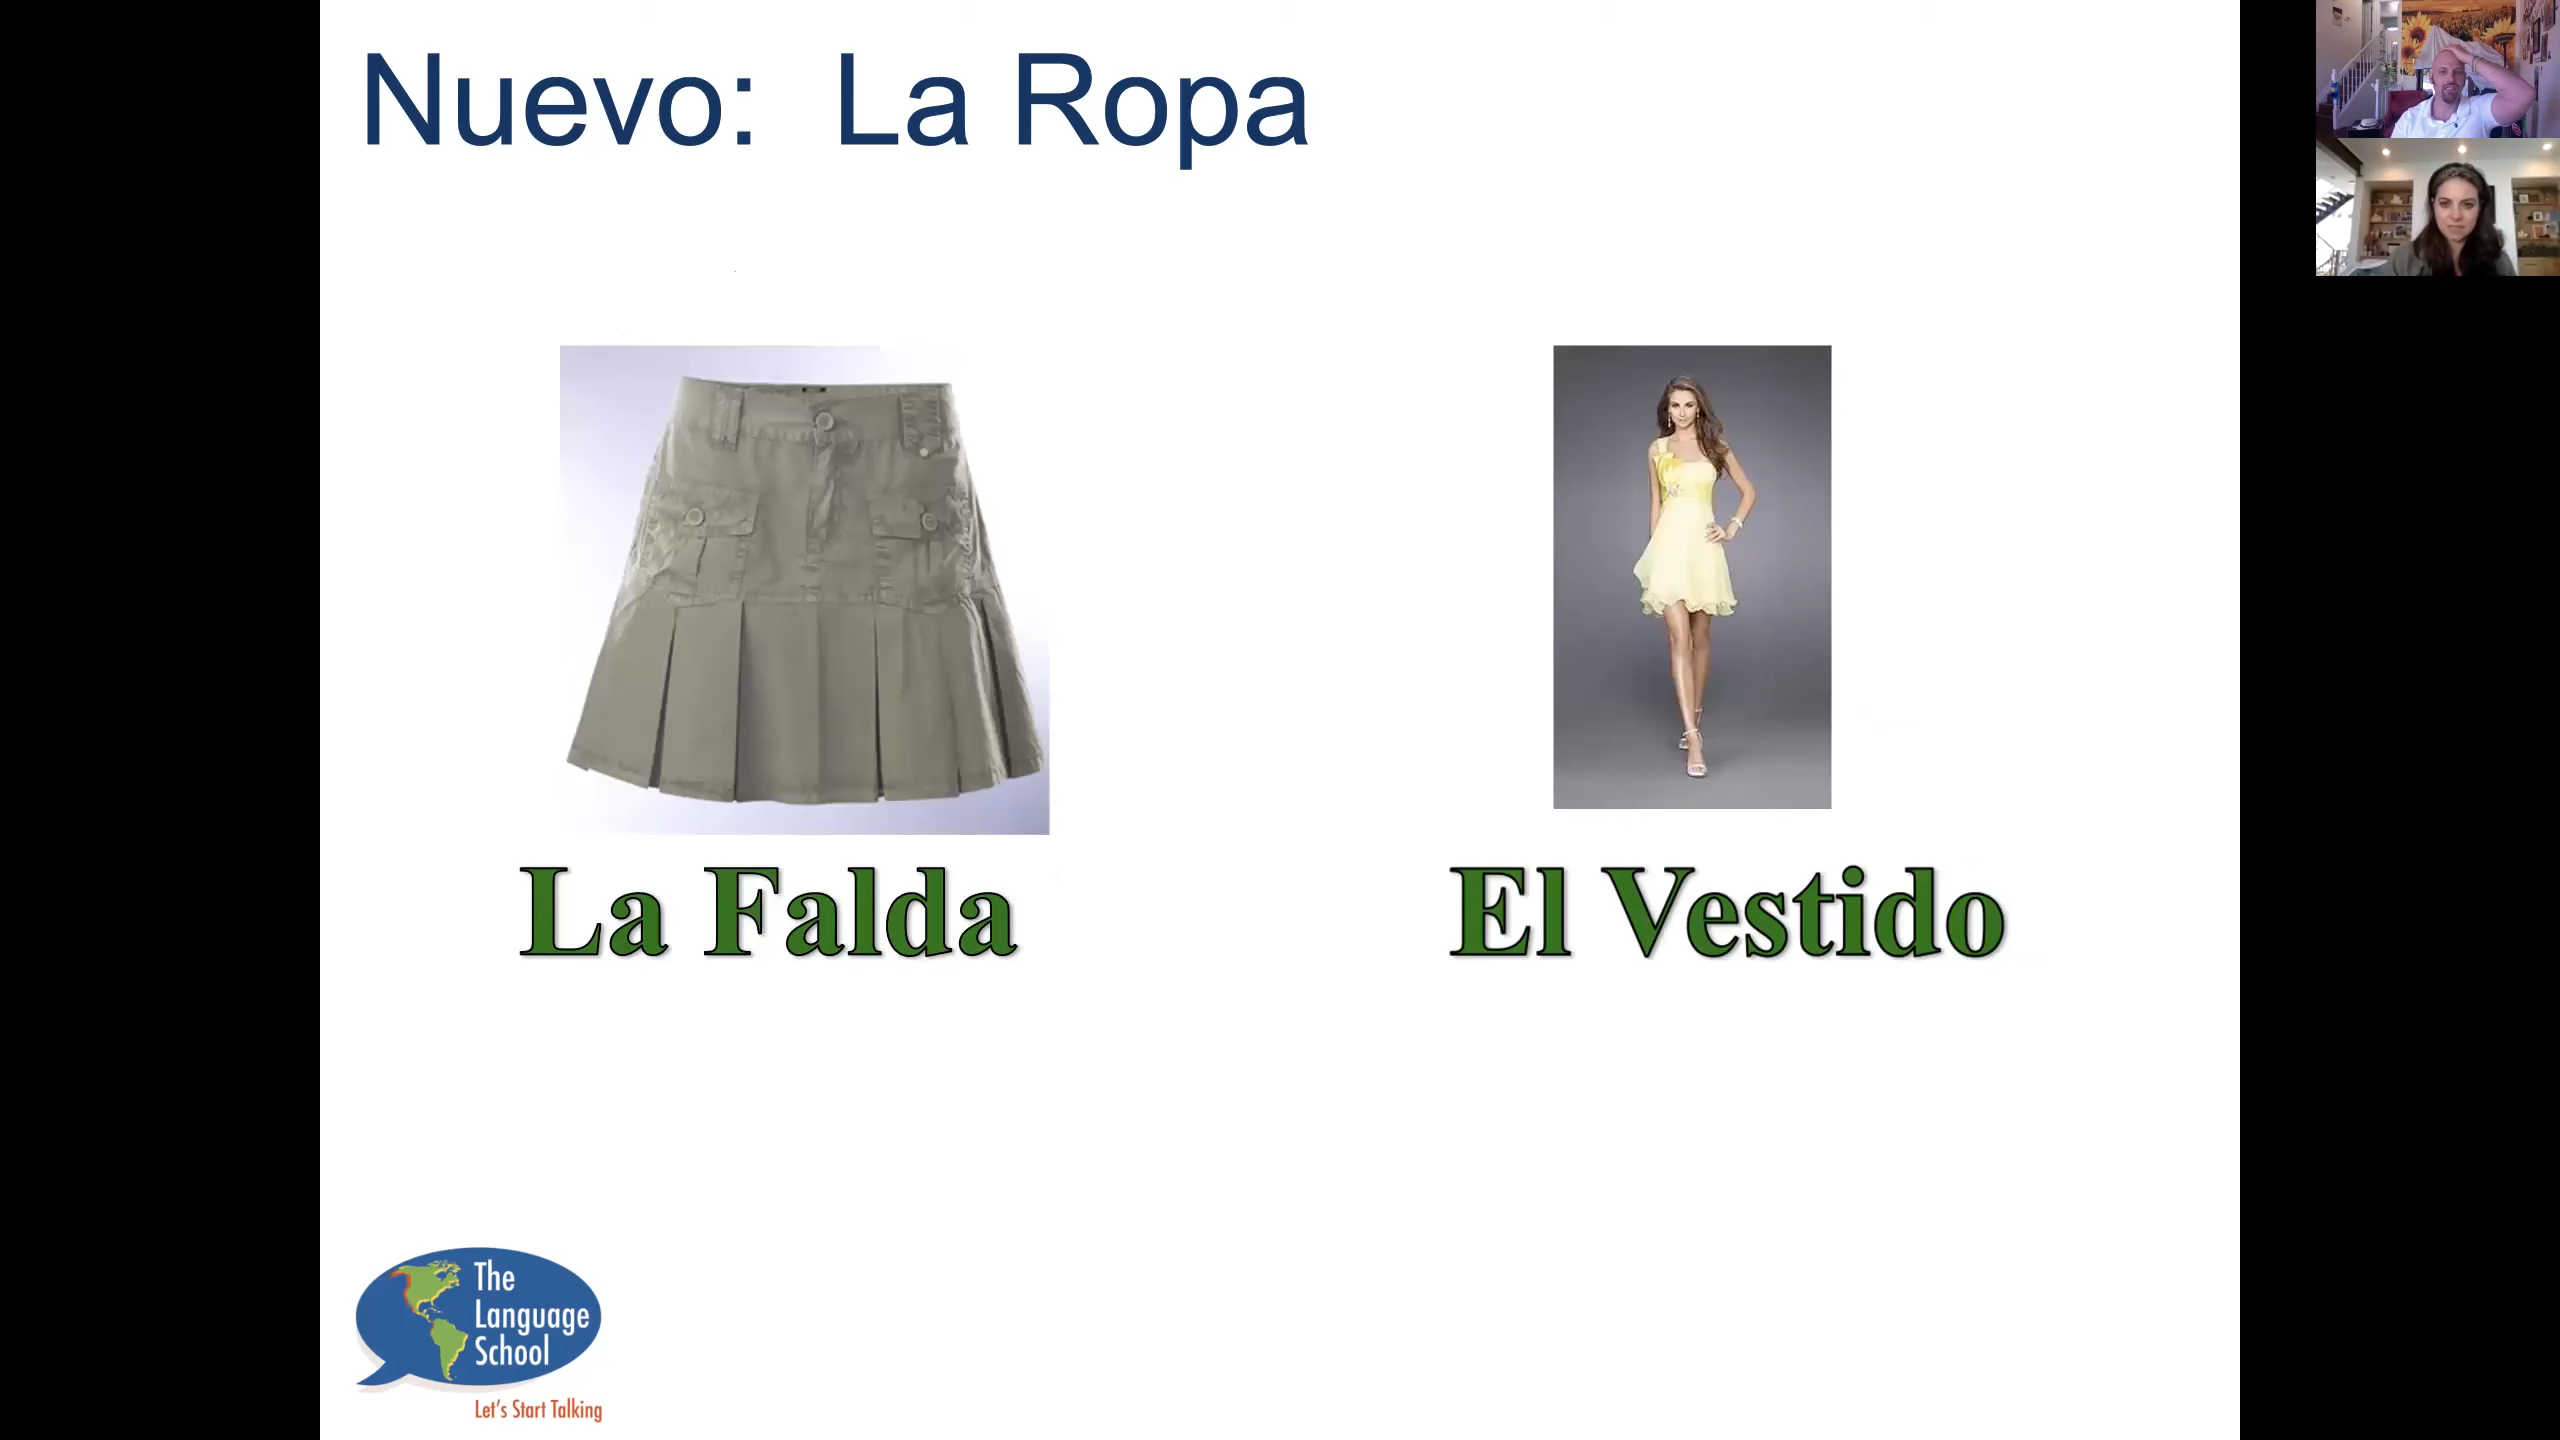 Nuevo: La Ropa
La Falda
El Vestido
The
Language
School
Let's Start Talking